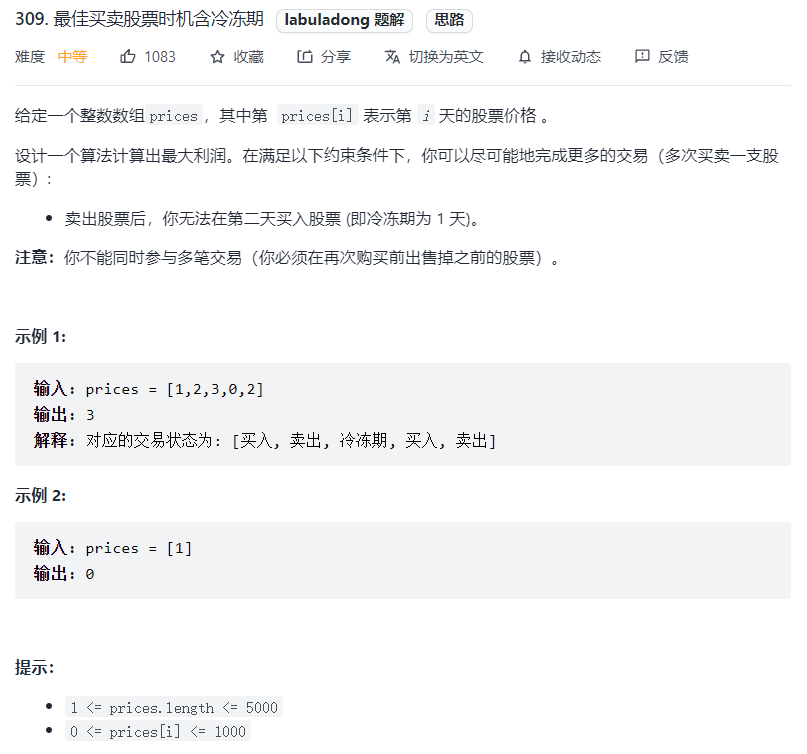 309. 最佳买卖股票时机含冷冻期 labuladong 题解 思路
难度 中等 1083 收藏 分享 切换为英文 接收动态 反馈
给定一个整数数组prices，其中第 prices[i] 表示第 i 天的股票价格 。
设计一个算法计算出最大利润。在满足以下约束条件下，你可以尽可能地完成更多的交易（多次买卖一支股
票）:
• 卖出股票后，你无法在第二天买入股票 (即冷冻期为 1 天)。
注意：你不能同时参与多笔交易（你必须在再次购买前出售掉之前的股票）。
示例 1:
输入: prices = [1,2,3,0,2]
输出: 3
解释: 对应的交易状态为: [买入, 卖出, 冷冻期, 买入, 卖出]
示例 2:
输入: prices = [1]
输出: 0
提示：
• 1 <= prices.length <= 5000
• 0 <= prices[i] <= 1000